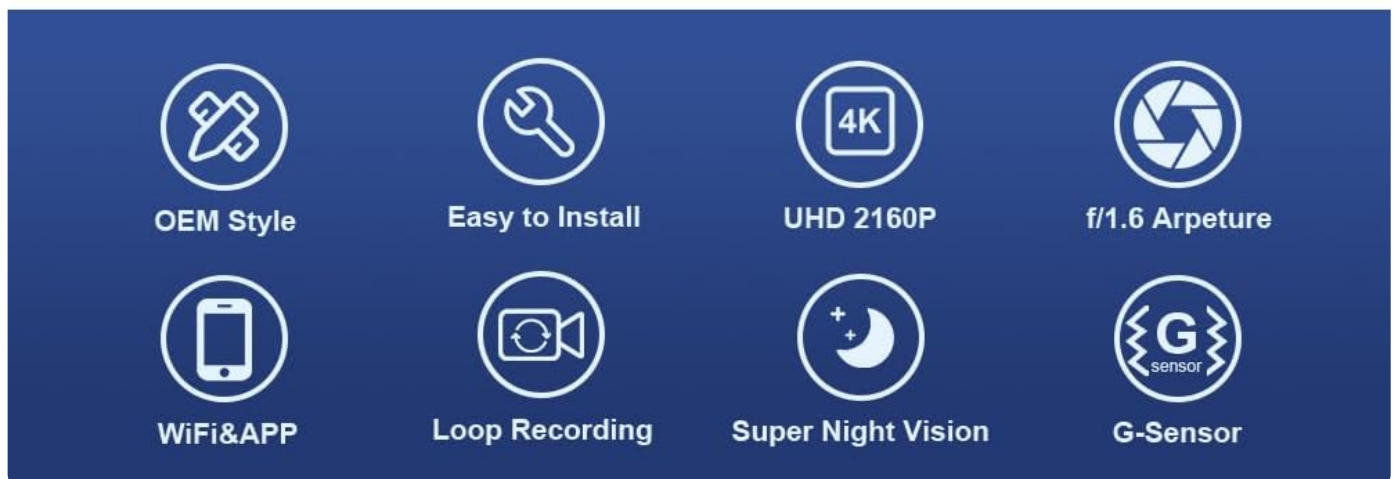 4K
OEM Style
Easy to Install
UHD 2160P
f/1.6 Arpeture
G
sensor
WiFi&APP
Loop Recording
Super Night Vision
G-Sensor